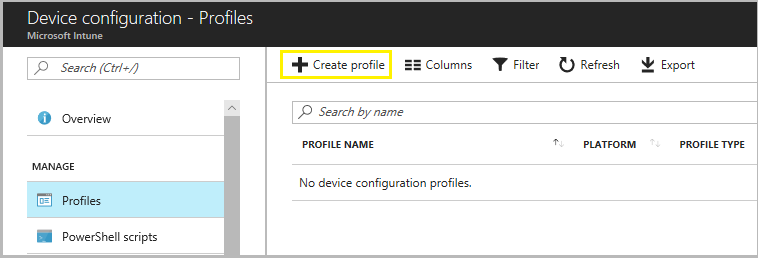 Device configuration - Profiles
Microsoft Intune
Search (Ctrl+/)
Overview
MANAGE
Profiles
PowerShell scripts
Create profile Columns Filter Refresh Export
Search by name
PROFILE NAME PLATFORM PROFILE TYPE
No device configuration profiles.